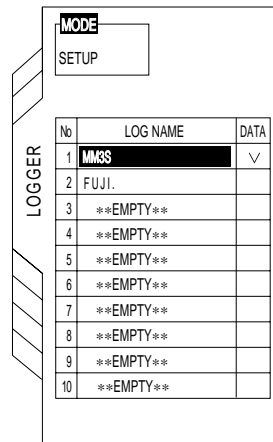 MODE
SETUP
LOGGER
No LOG NAME DATA
1 MM3S ∨
2 FUJI.
3 **EMPTY**
4 **EMPTY**
5 **EMPTY**
6 **EMPTY**
7 **EMPTY**
8 **EMPTY**
9 **EMPTY**
10 **EMPTY**